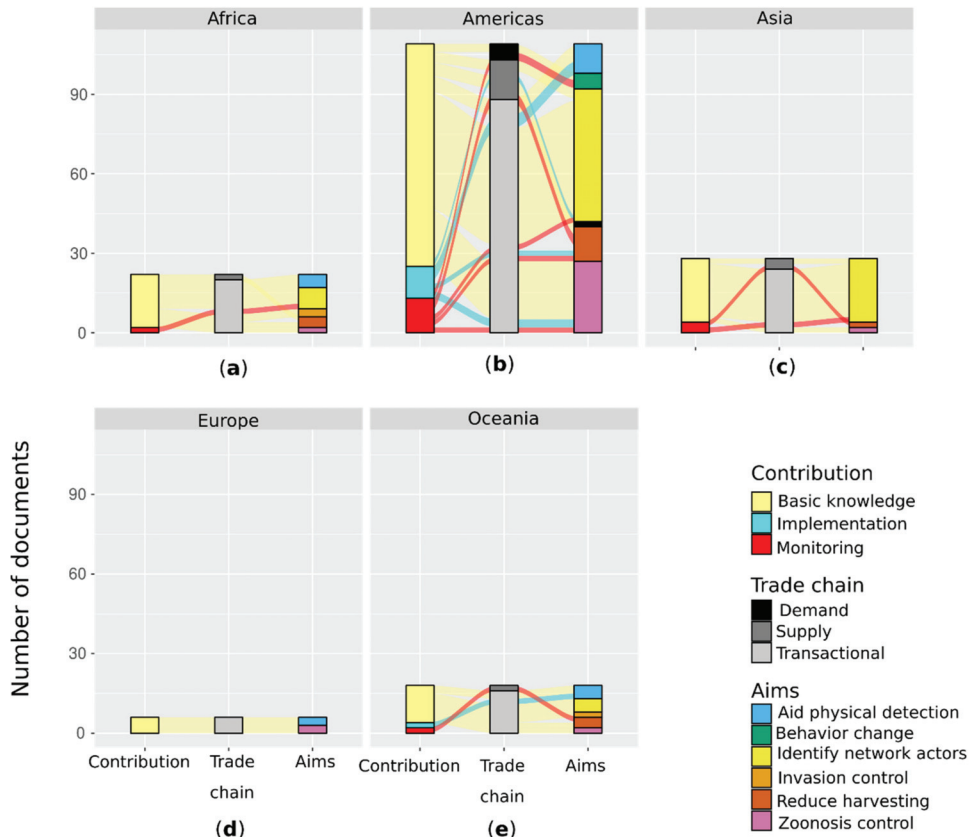 Africa
Americas
Asia
90
60
30
0
(a)
(b)
(c)
Europe
Oceania
Number of documents
90
60
30
0
Contribution
Trade
chain
Aims
Contribution
Trade
chain
Aims
(d)
(e)
Contribution
Basic knowledge
Implementation
Monitoring
Trade chain
Demand
Supply
Transactional
Aims
Aid physical detection
Behavior change
Identify network actors
Invasion control
Reduce harvesting
Zoonosis control